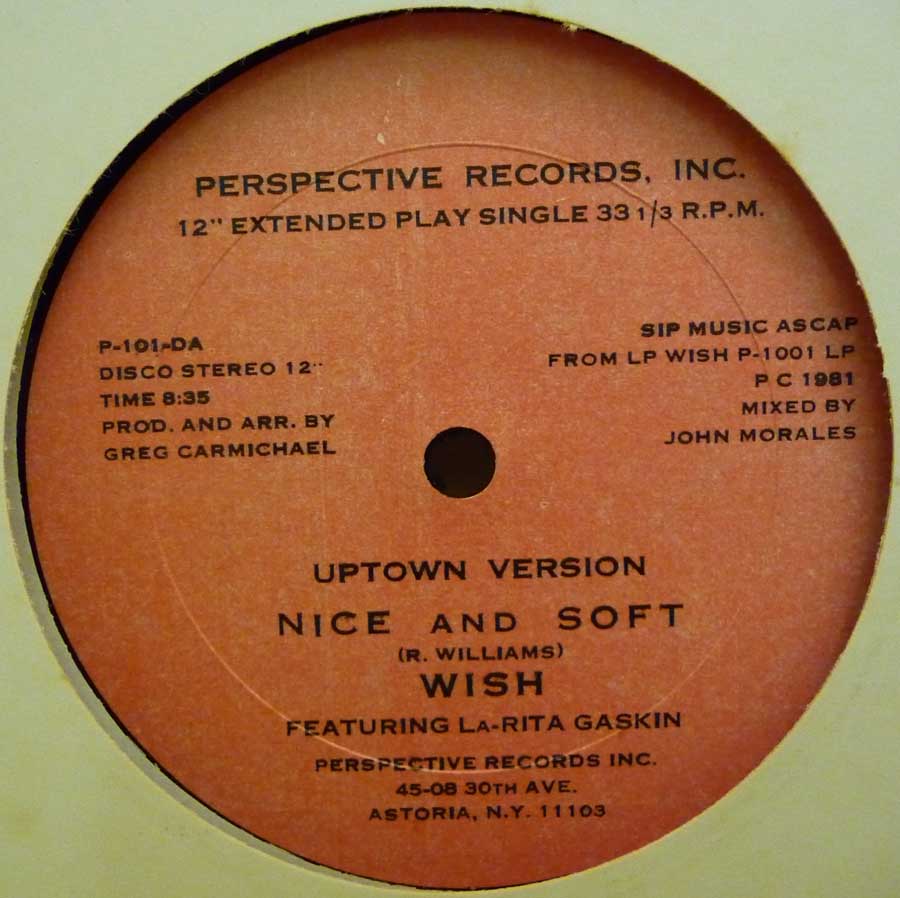 PERSPECTIVE RECORDS, INC.
12" EXTENDED PLAY SINGLE 33 1/3 R.P.M.
P-101-DA
DISCO STEREO 12"
TIME 8:35
PROD. AND ARR. BY
GREG CARMICHAEL
SIP MUSIC ASCAP
FROM LP WISH P-1001 LP
P C 1981
MIXED BY
JOHN MORALES
UPTOWN VERSION
NICE AND SOFT
(R. WILLIAMS)
WISH
FEATURING LA-RITA GASKIN
PERSPECTIVE RECORDS INC.
45-08 30TH AVE.
ASTORIA, N.Y. 11103